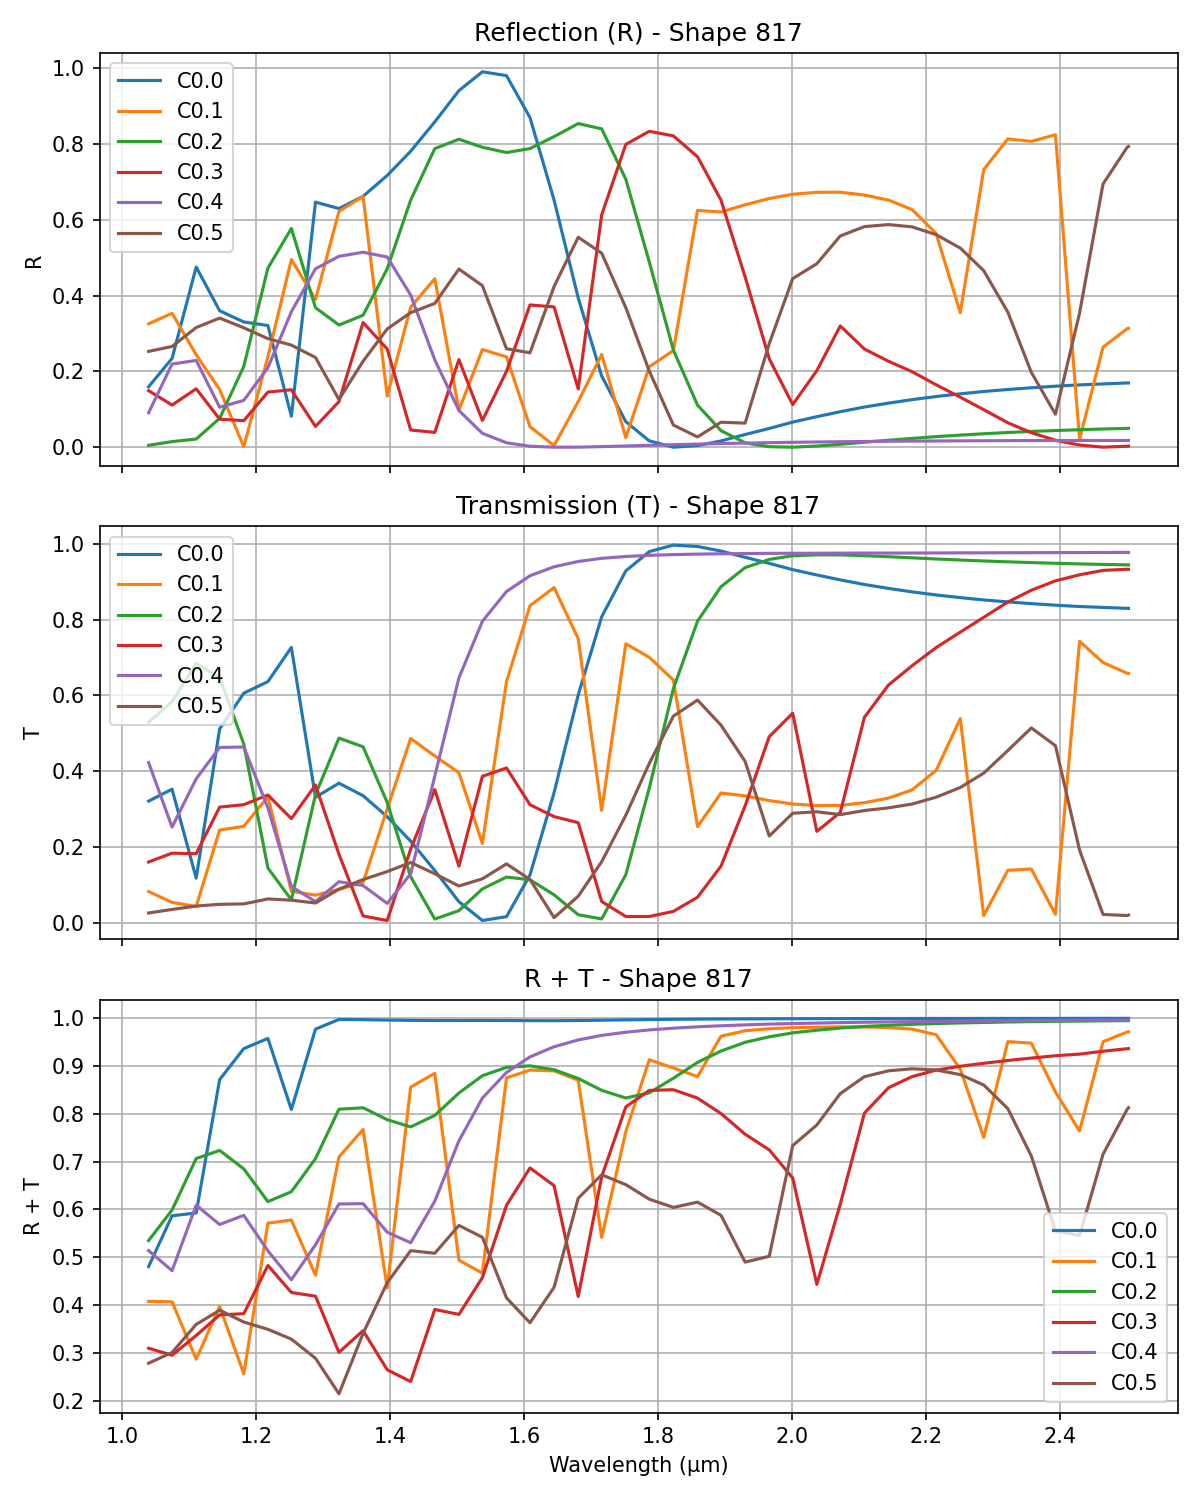 Reflection (R) - Shape 817
1.0
0.8
0.6
0.4
0.2
0.0
R
C0.0
C0.1
C0.2
C0.3
C0.4
C0.5
Transmission (T) - Shape 817
1.0
0.8
0.6
0.4
0.2
0.0
T
C0.0
C0.1
C0.2
C0.3
C0.4
C0.5
R + T - Shape 817
1.0
0.9
0.8
0.7
0.6
0.5
0.4
0.3
0.2
R + T
C0.0
C0.1
C0.2
C0.3
C0.4
C0.5
1.0 1.2 1.4 1.6 1.8 2.0 2.2 2.4
Wavelength (μm)